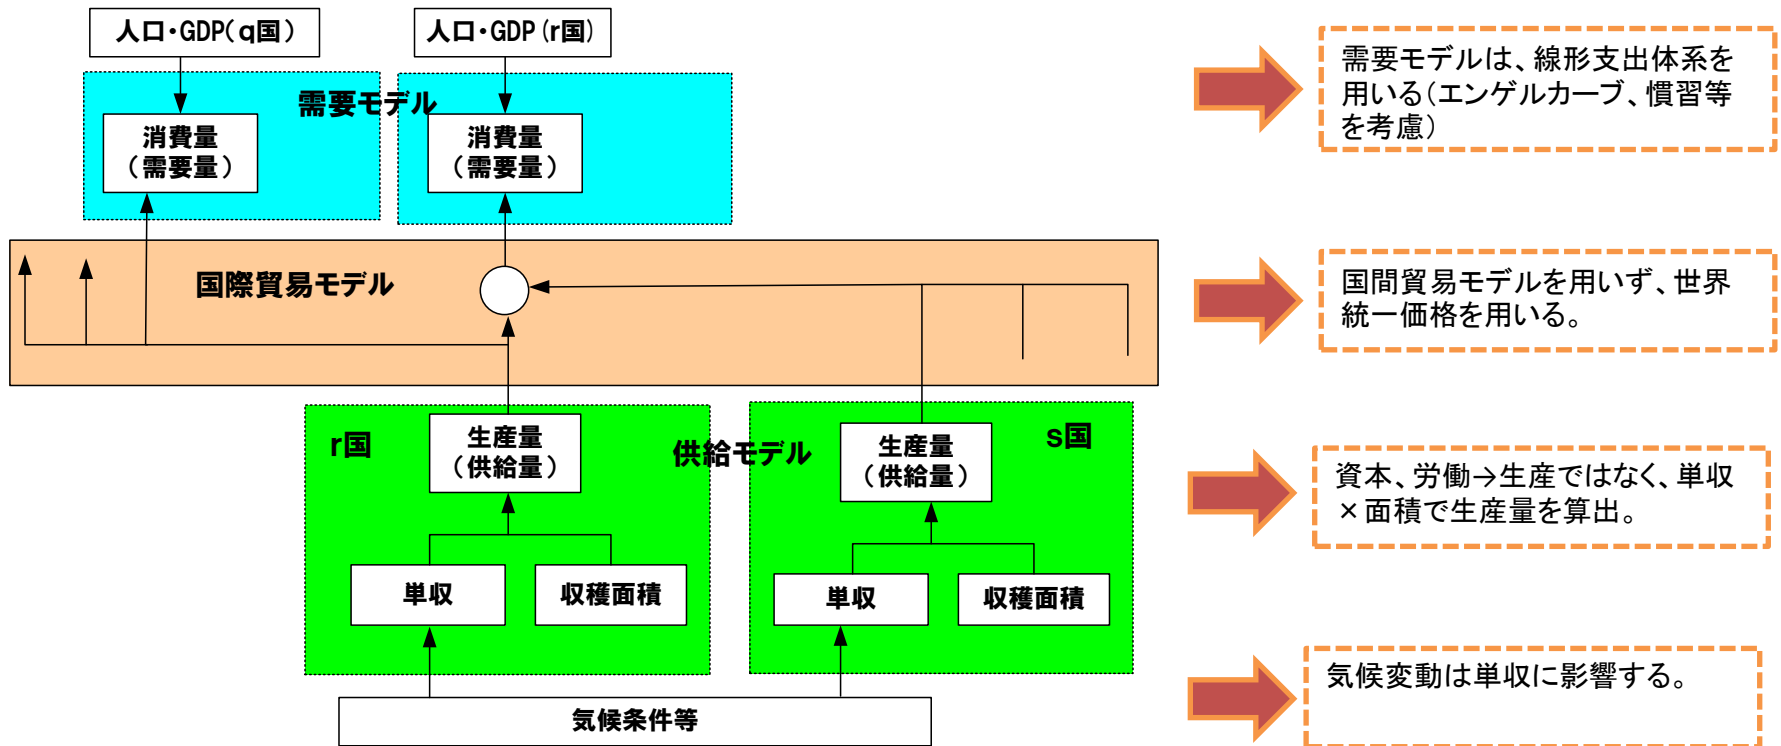 人口・GDP(q国)
人口・GDP(r国)
需要モデル
消費量
(需要量)
消費量
(需要量)
国際貿易モデル
r国
生産量
(供給量)
供給モデル
生産量
(供給量)
s国
単収
収穫面積
単収
収穫面積
気候条件等
需要モデルは、線形支出体系を
用いる(エンゲルカーブ、慣習等
を考慮)
国間貿易モデルを用いず、世界
統一価格を用いる。
資本、労働→生産ではなく、単収
×面積で生産量を算出。
気候変動は単収に影響する。